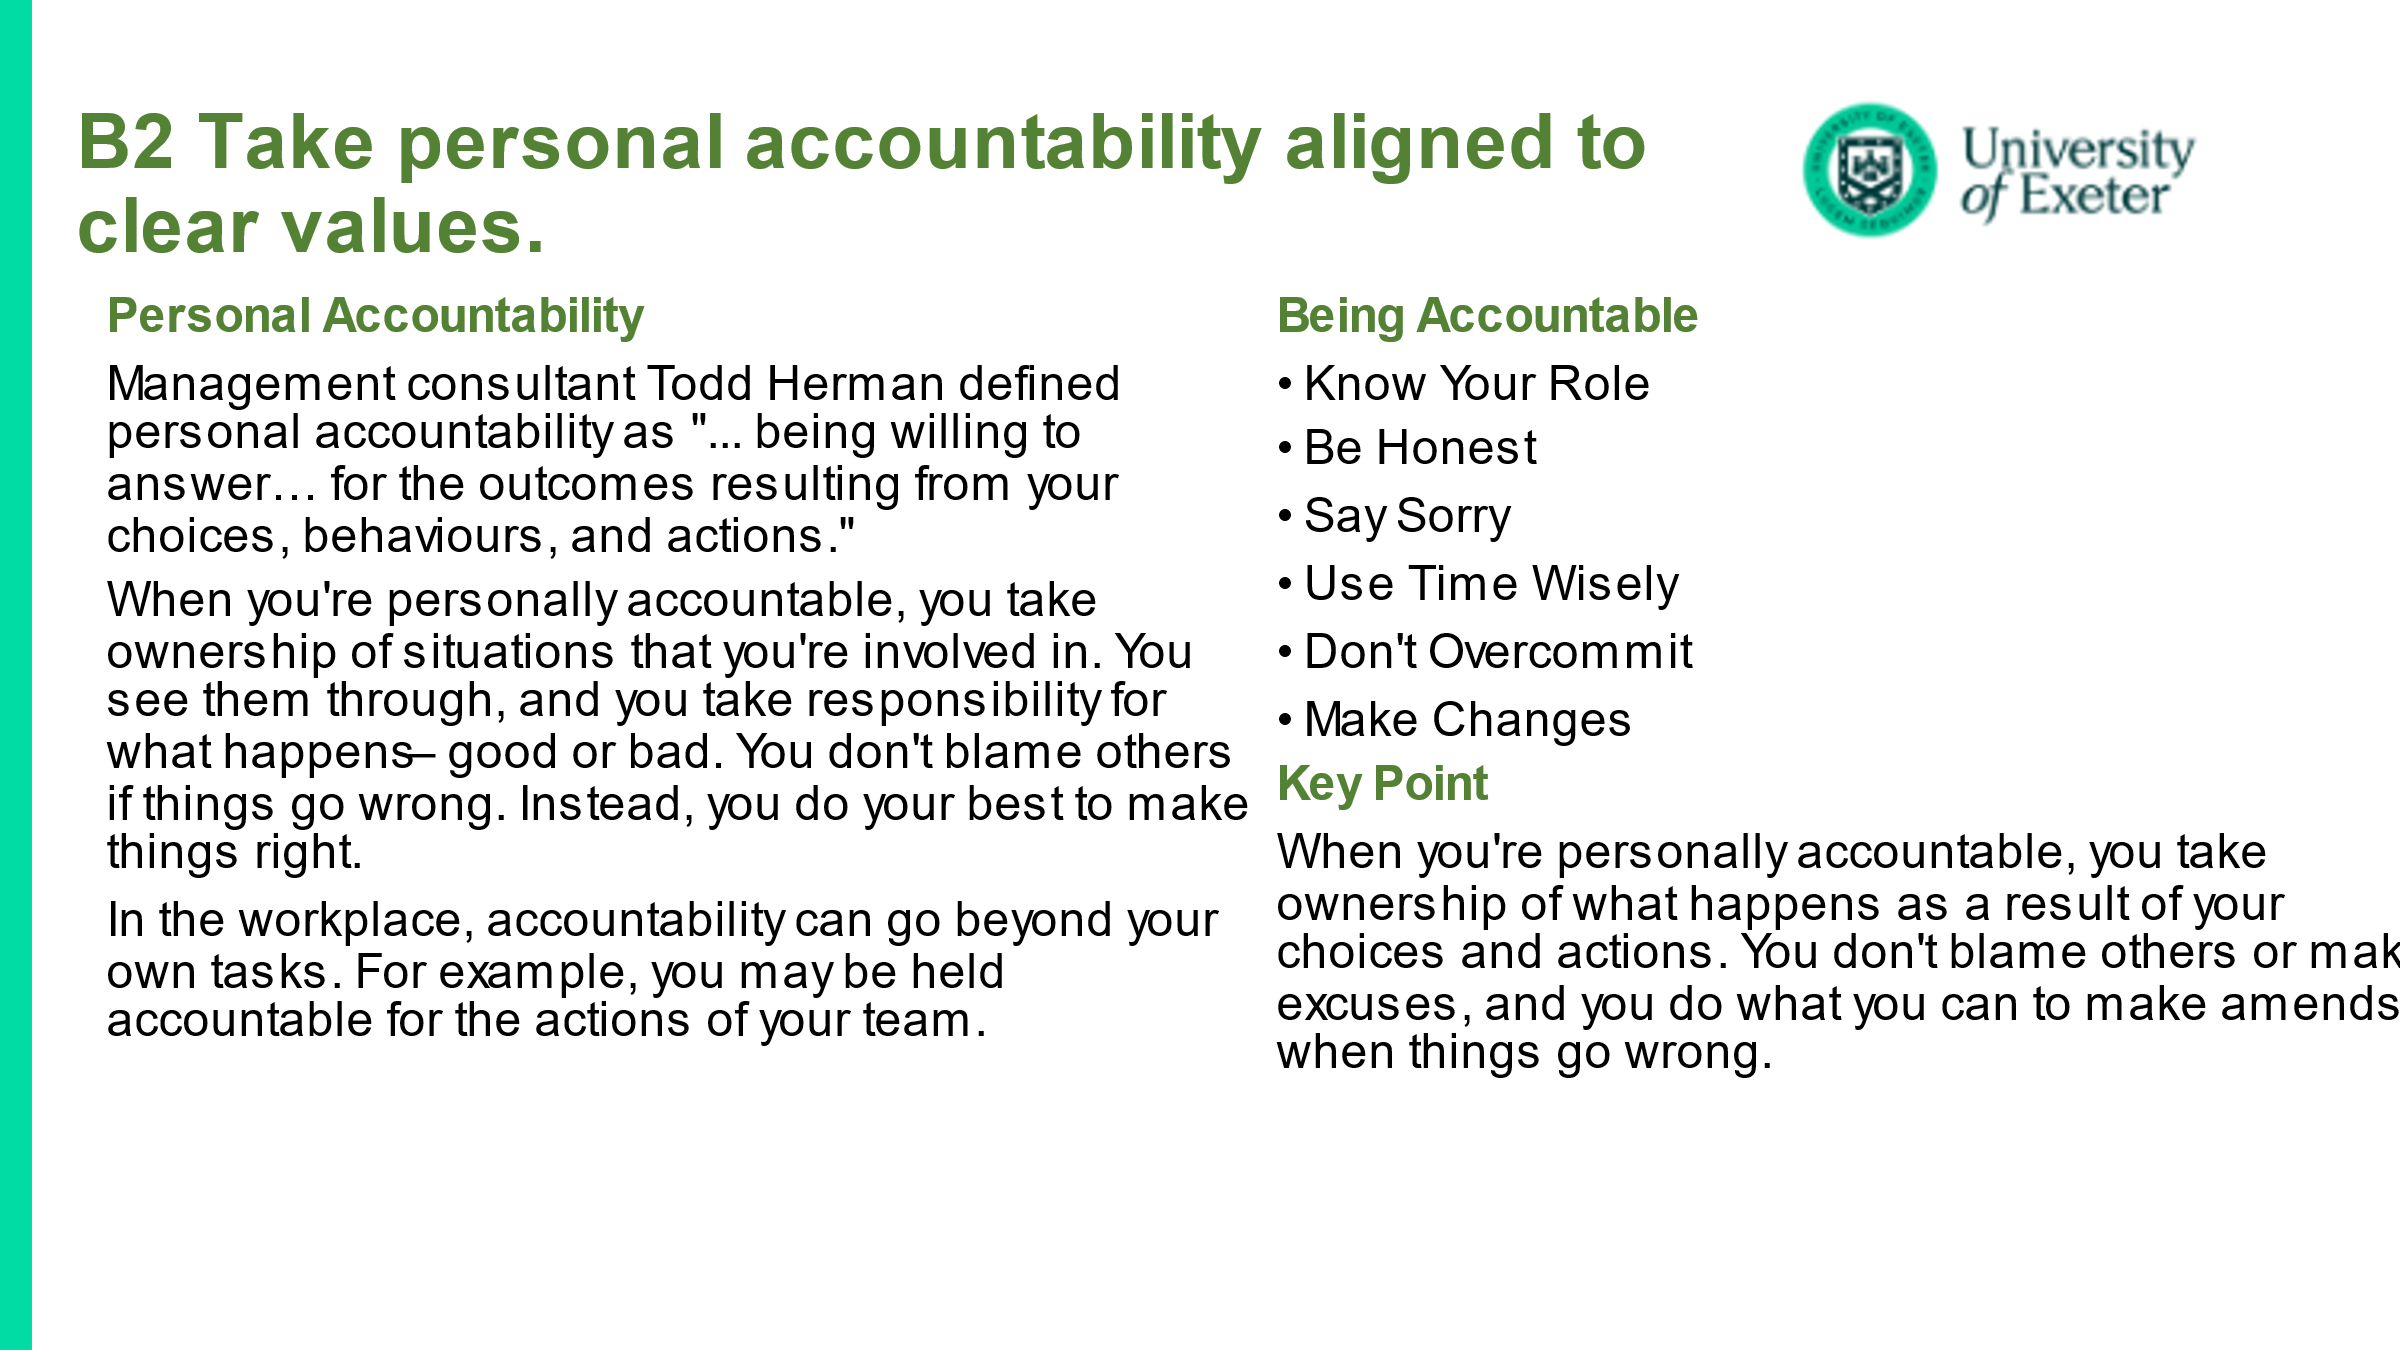 B2 Take personal accountability aligned to
clear values.
University
of Exeter
Personal Accountability
Management consultant Todd Herman defined
personal accountability as "... being willing to
answer… for the outcomes resulting from your
choices, behaviours, and actions."
When you're personally accountable, you take
ownership of situations that you're involved in. You
see them through, and you take responsibility for
what happens– good or bad. You don't blame others
if things go wrong. Instead, you do your best to make
things right.
In the workplace, accountability can go beyond your
own tasks. For example, you may be held
accountable for the actions of your team.
Being Accountable
• Know Your Role
• Be Honest
• Say Sorry
• Use Time Wisely
• Don't Overcommit
• Make Changes
Key Point
When you're personally accountable, you take
ownership of what happens as a result of your
choices and actions. You don't blame others or mak
excuses, and you do what you can to make amends
when things go wrong.